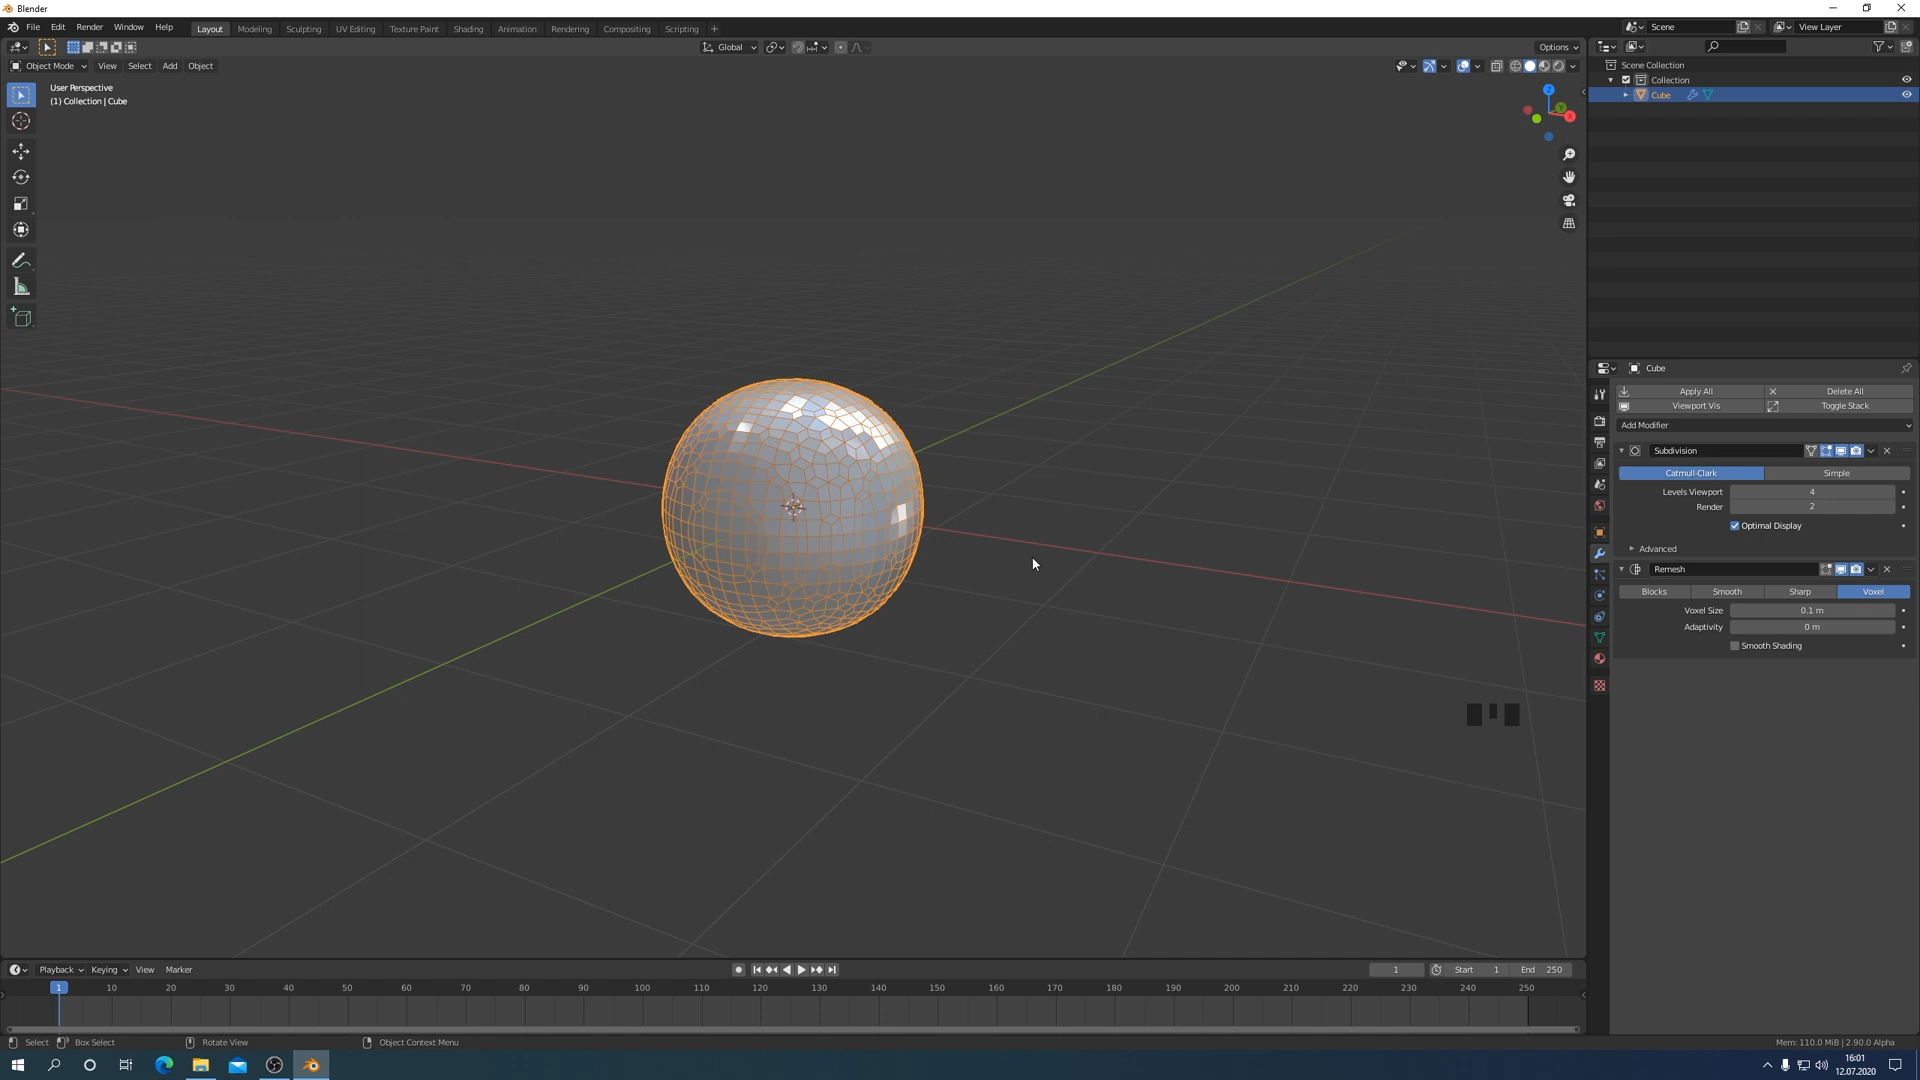 Blender
File Edit Render Window Help
Layout Modeling Sculpting UV Editing Texture Paint Shading Animation Rendering Compositing Scripting +
Scene
View Layer
Global
Options
Object Mode View Select Add Object
User Perspective
(1) Collection | Cube
Z
Y
X
Scene Collection
Collection
Cube
Cube
Apply All
Delete All
Viewport Vis
Toggle Stack
Add Modifier
Subdivision
Catmull-Clark
Simple
Levels Viewport 4
Render 2
Optimal Display
Advanced
Remesh
Blocks Smooth Sharp Voxel
Voxel Size 0.1 m
Adaptivity 0 m
Smooth Shading
Playback Keying View Marker
1 Start 1 End 250
1 10 20 30 40 50 60 70 80 90 100 110 120 130 140 150 160 170 180 190 200 210 220 230 240 250
Select Box Select Rotate View Object Context Menu
Mem: 110.0 MiB | 2.90.0 Alpha
16:01
12.07.2020